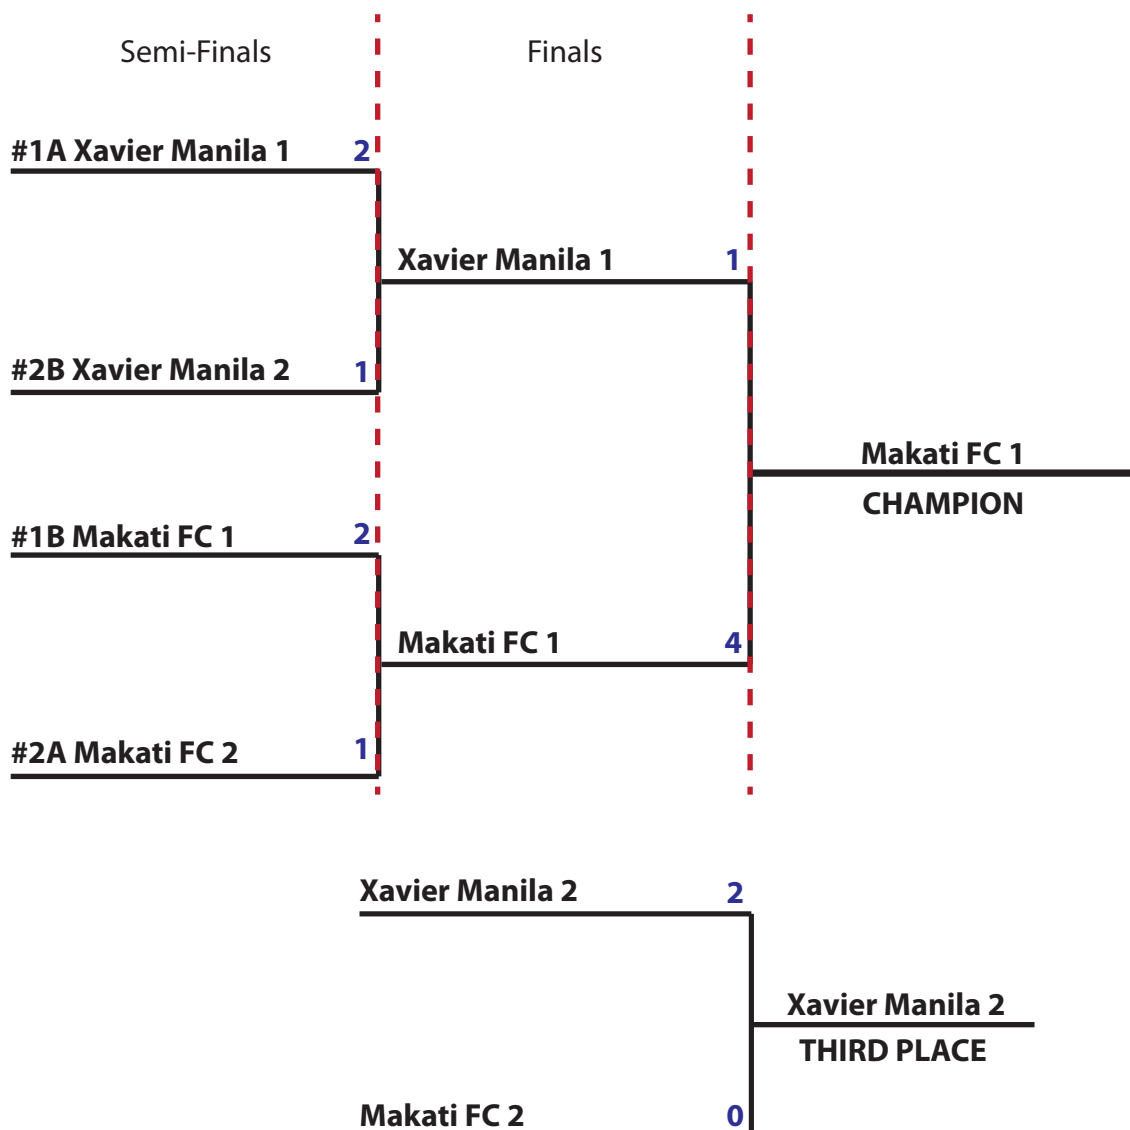 Semi-Finals
Finals
#1A Xavier Manila 1 2
Xavier Manila 1 1
#2B Xavier Manila 2 1
Makati FC 1
CHAMPION
#1B Makati FC 1 2
Makati FC 1 4
#2A Makati FC 2 1
Xavier Manila 2 2
Xavier Manila 2
THIRD PLACE
Makati FC 2 0